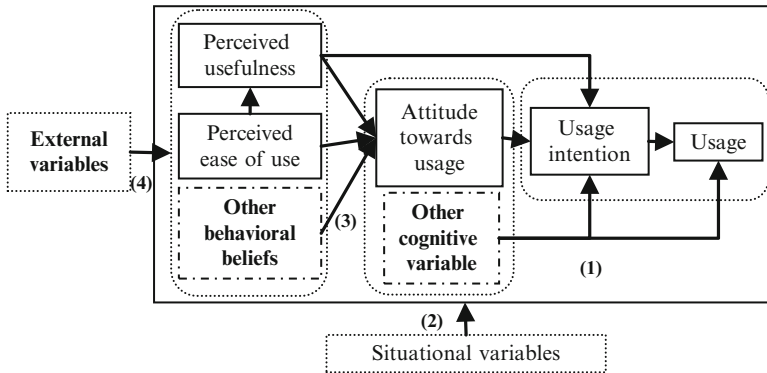 Perceived
usefulness
External
variables
(4)
Perceived
ease of use
Other
behavioral
beliefs
(3)
Attitude
towards
usage
Other
cognitive
variable
Usage
intention
Usage
(1)
(2)
Situational variables